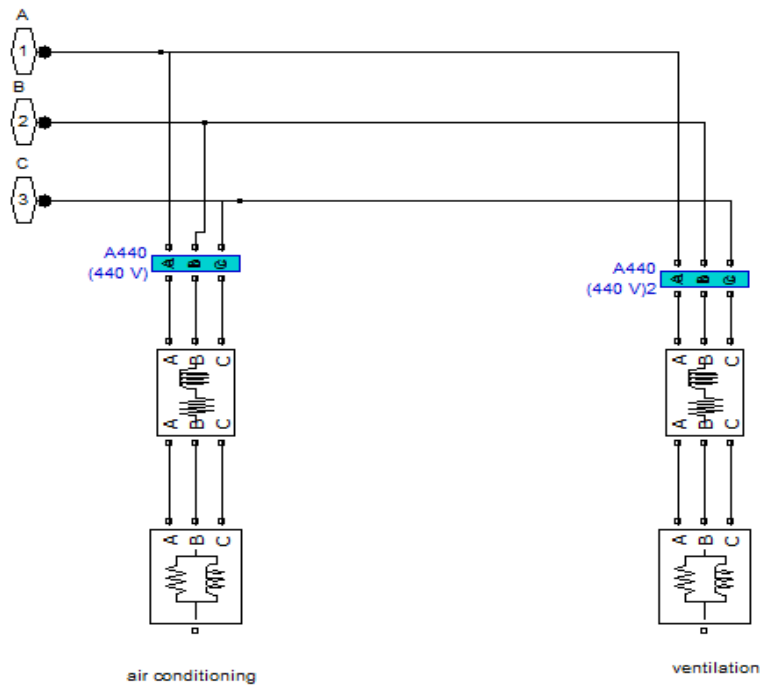 A
1
B
2
C
3
A440
(440 V)
A B C
A440
(440 V)2
A B C
A B C
A B C
A B C
A B C
A B C
A B C
air conditioning
ventilation